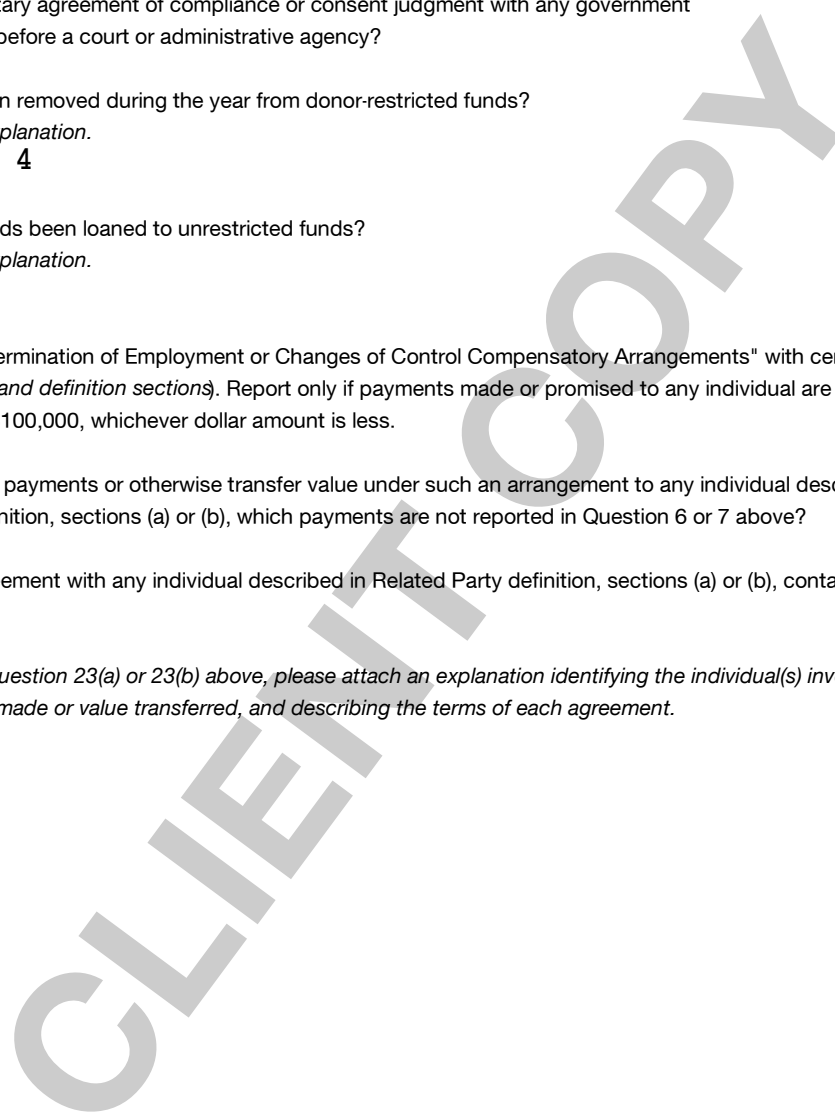 tary agreement of compliance or consent judgment with any government
before a court or administrative agency?
n removed during the year from donor-restricted funds?
planation.
4
ds been loaned to unrestricted funds?
planation.
ermination of Employment or Changes of Control Compensatory Arrangements" with cer
and definition sections). Report only if payments made or promised to any individual are
100,000, whichever dollar amount is less.
payments or otherwise transfer value under such an arrangement to any individual desc
nition, sections (a) or (b), which payments are not reported in Question 6 or 7 above?
ement with any individual described in Related Party definition, sections (a) or (b), conta
uestion 23(a) or 23(b) above, please attach an explanation identifying the individual(s) inv
made or value transferred, and describing the terms of each agreement.
CLIENT COPY